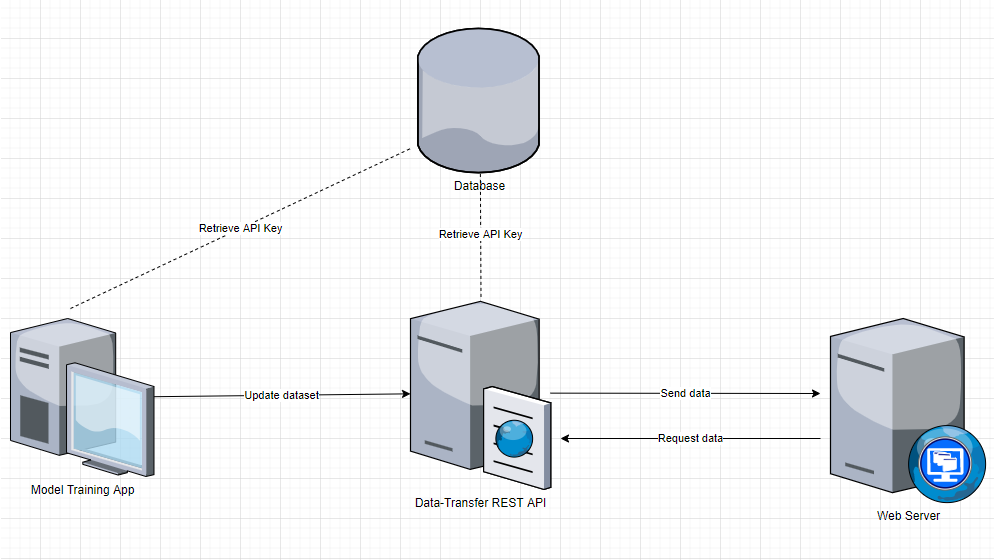 Database
Retrieve API Key
Retrieve API Key
Update dataset
Send data
Request data
Model Training App
Data-Transfer REST API
Web Server